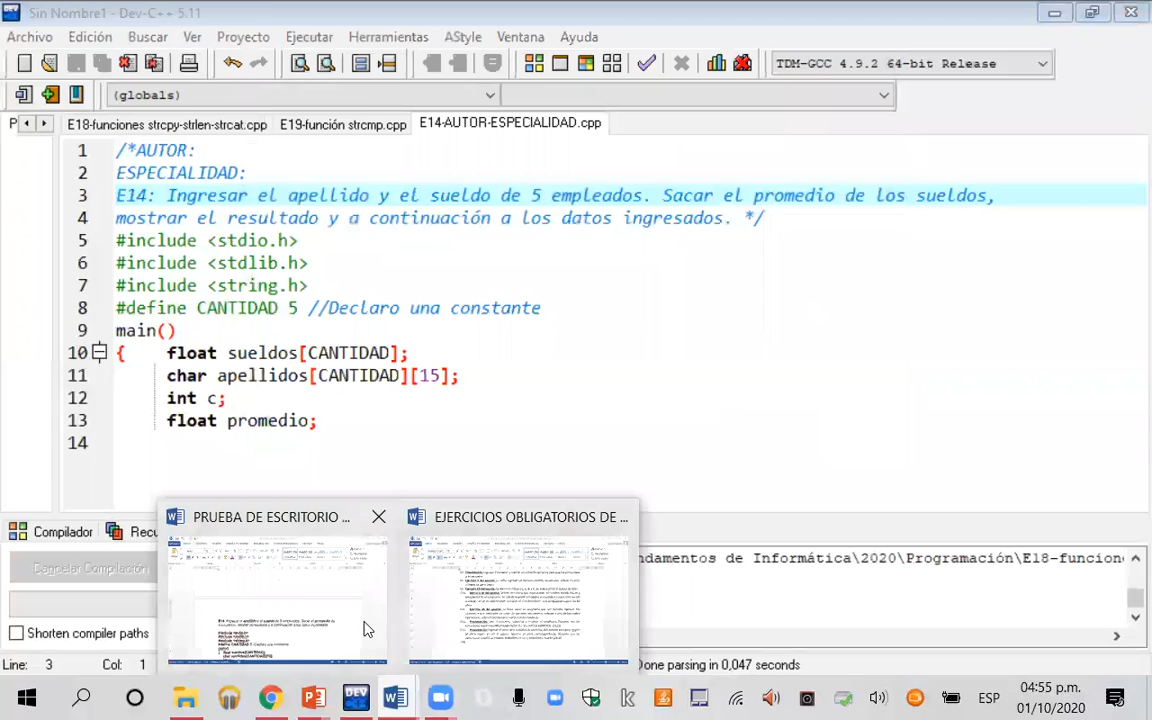 Sin Nombre1 - Dev-C++ 5.11
Archivo Edición Buscar Ver Proyecto Ejecutar Herramientas AStyle Ventana Ayuda
TDM-GCC 4.9.2 64-bit Release
(globals)
P E18-funciones strcpy-strlen-strcat.cpp E19-función strcmp.cpp E14-AUTOR-ESPECIALIDAD.cpp
1 /*AUTOR:
2 ESPECIALIDAD:
3 E14: Ingresar el apellido y el sueldo de 5 empleados. Sacar el promedio de los sueldos,
4 mostrar el resultado y a continuación a los datos ingresados. */
5 #include <stdio.h>
6 #include <stdlib.h>
7 #include <string.h>
8 #define CANTIDAD 5 //Declaro una constante
9 main()
10 { float sueldos[CANTIDAD];
11 char apellidos[CANTIDAD][15];
12 int c;
13 float promedio;
14
PRUEBA DE ESCRITORIO ... EJERCICIOS OBLIGATORIOS DE ...
Compilador Recu
ndamentos de Informática\2020\Programación\E18-funcio
Cancelar Compilación
Shorten compiler paths
Line: 3 Col: 1 Done parsing in 0,047 seconds
DEV
ESP
04:55 p.m.
01/10/2020